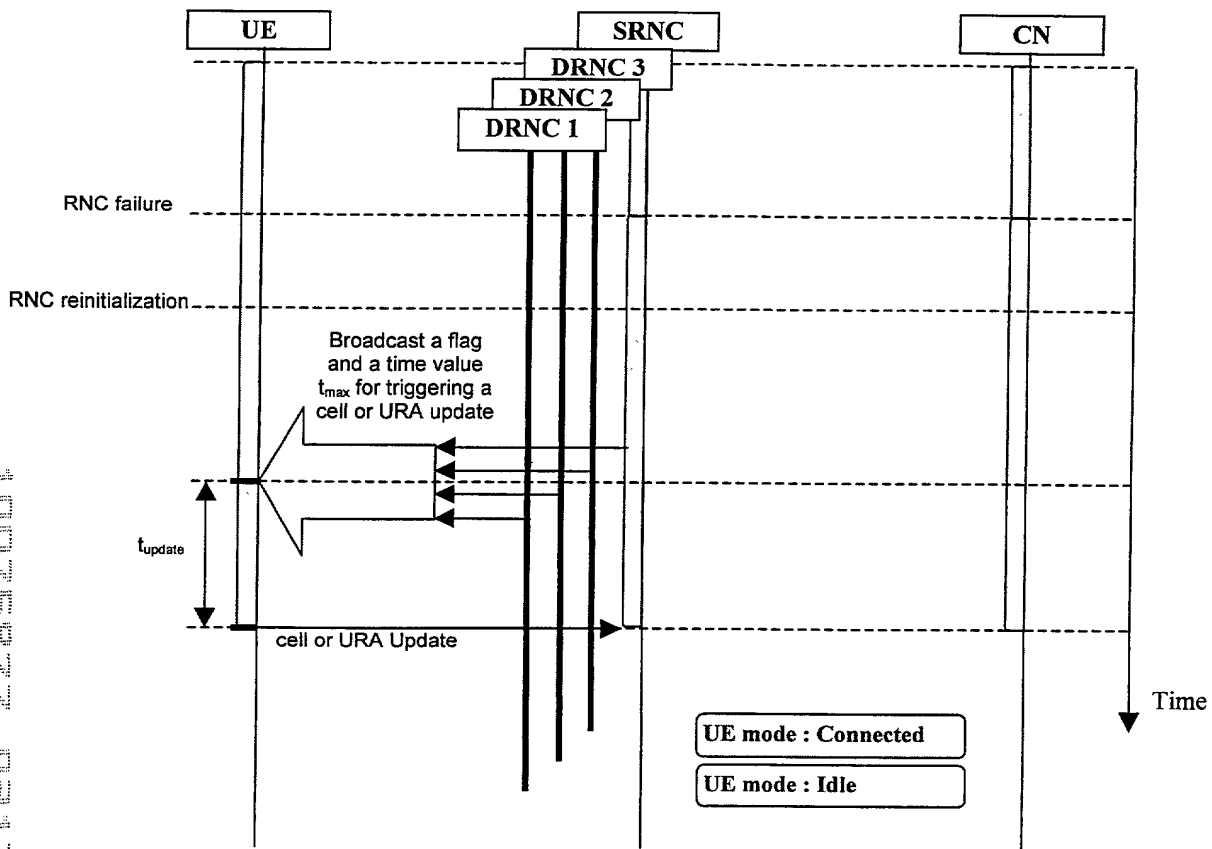 UE
SRNC
CN
DRNC 3
DRNC 2
DRNC 1
RNC failure
RNC reinitialization
Broadcast a flag
and a time value
tmax for triggering a
cell or URA update
tupdate
cell or URA Update
Time
UE mode : Connected
UE mode : Idle